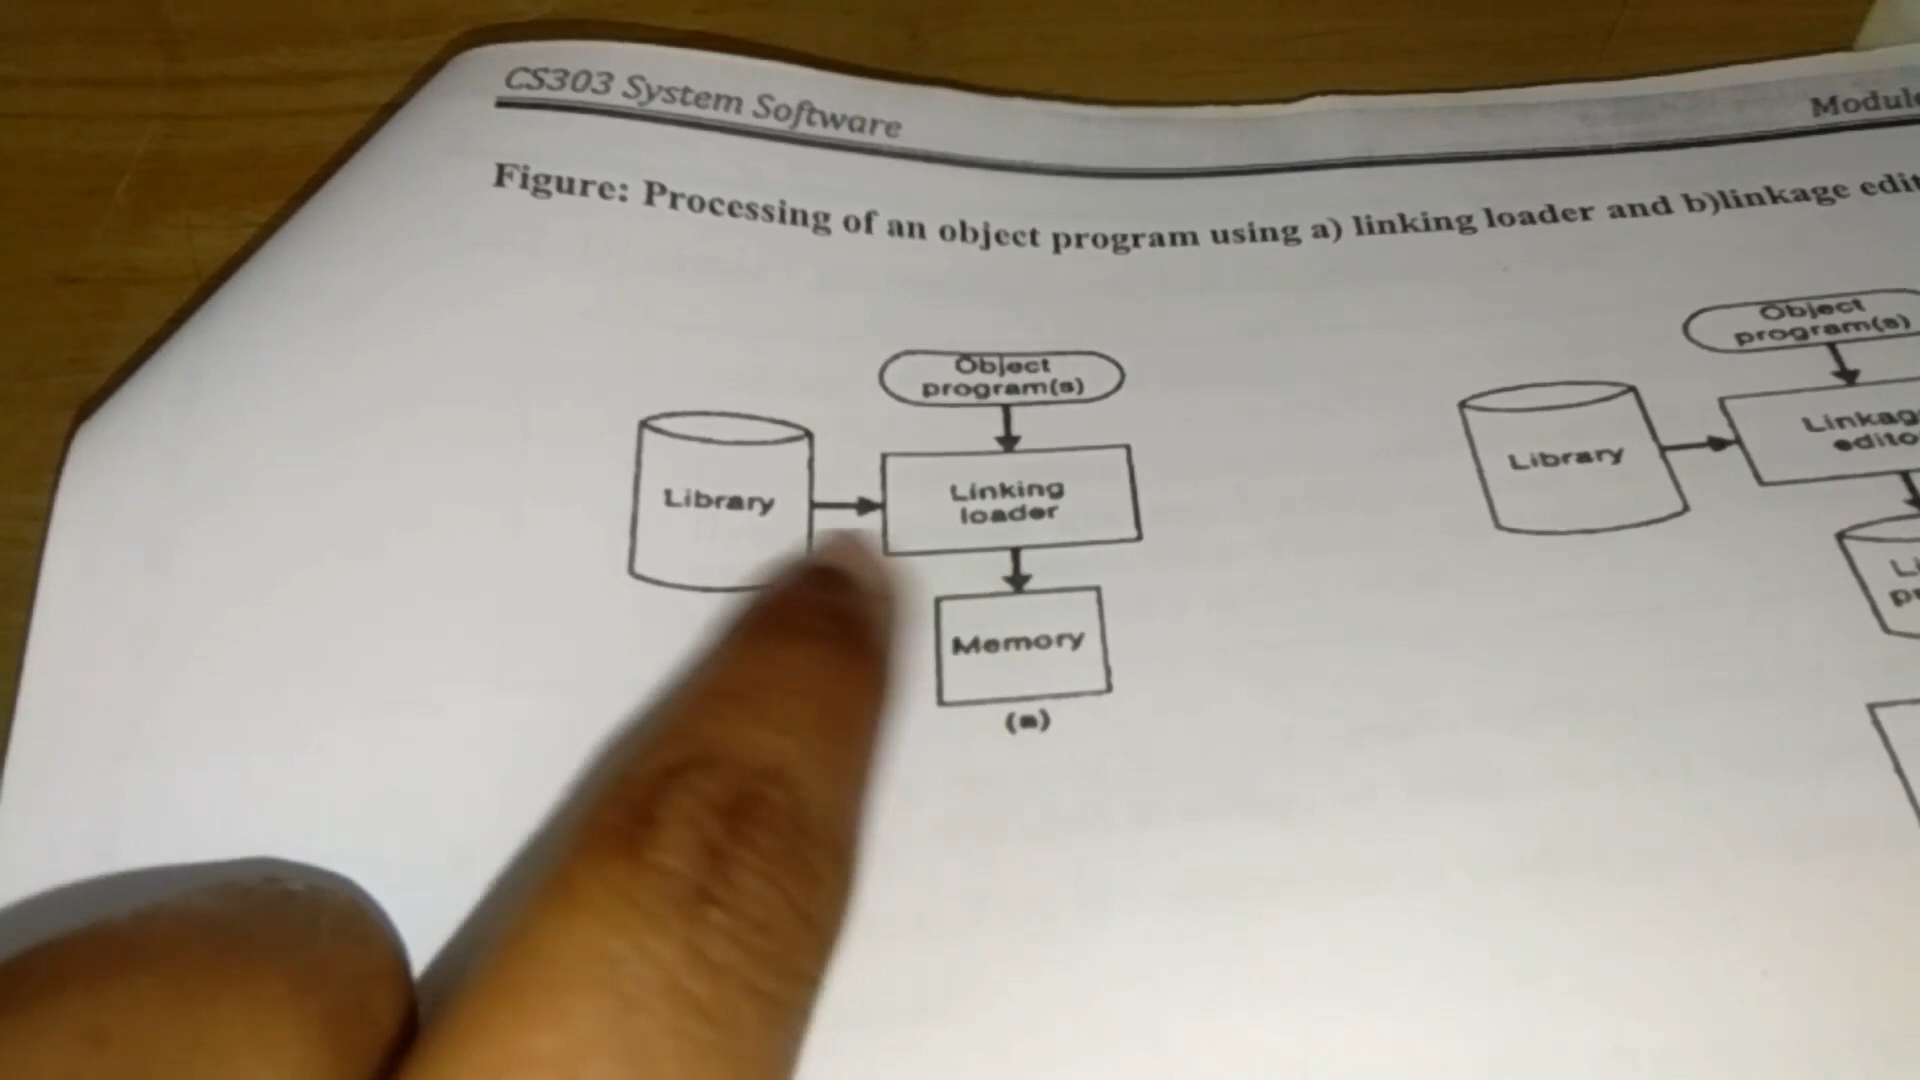 CS303 System Software
Figure: Processing of an object program using a) linking loader and b)linkage
Object
program(s)
Library
Linking
loader
Memory
(a)
Object
program(s)
Library